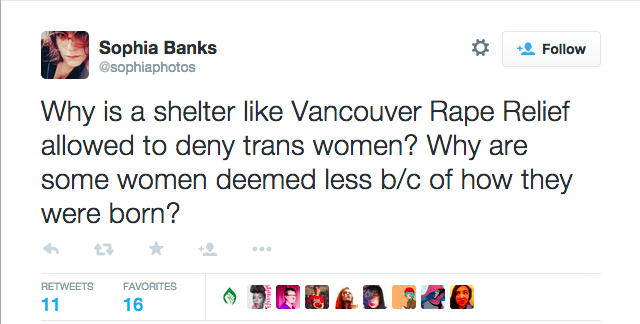 Sophia Banks
@sophiaphotos
Follow
Why is a shelter like Vancouver Rape Relief
allowed to deny trans women? Why are
some women deemed less b/c of how they
were born?
RETWEETS FAVORITES
11 16